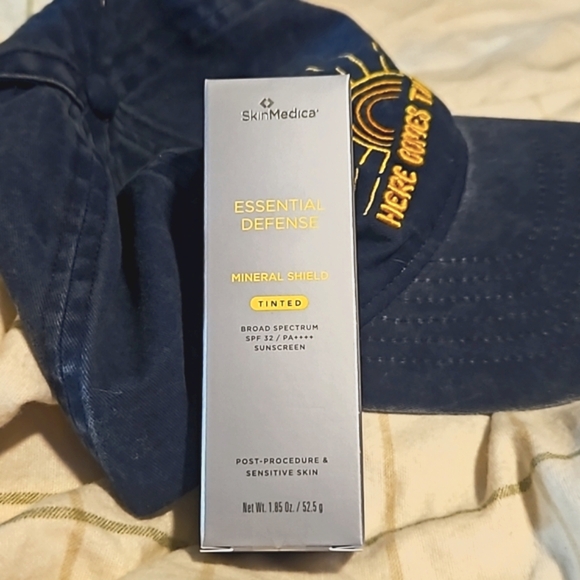 SkinMedica
ESSENTIAL
DEFENSE
MINERAL SHIELD
TINTED
BROAD SPECTRUM
SPF 32 / PA++++
SUNSCREEN
POST-PROCEDURE &
SENSITIVE SKIN
Net Wt. 1.85 Oz. / 52.5 g
HERE COMES